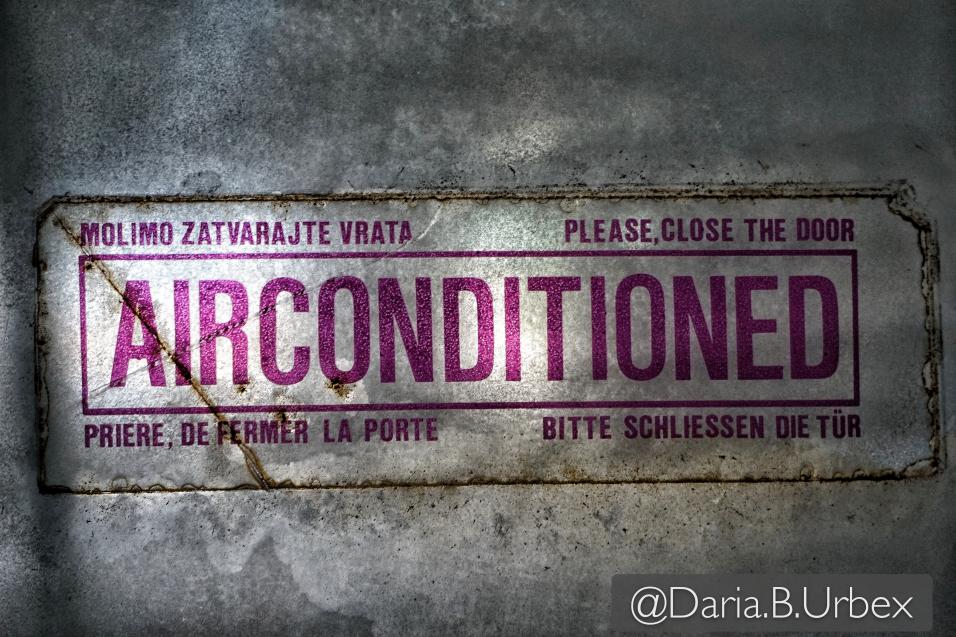 MOLIMO ZATVARAJTE VRATA
PLEASE,CLOSE THE DOOR
AIRCONDITIONED
PRIERE, DE FERMER LA PORTE
BITTE SCHLIESSEN DIE TÜR
@Daria.B.Urbex